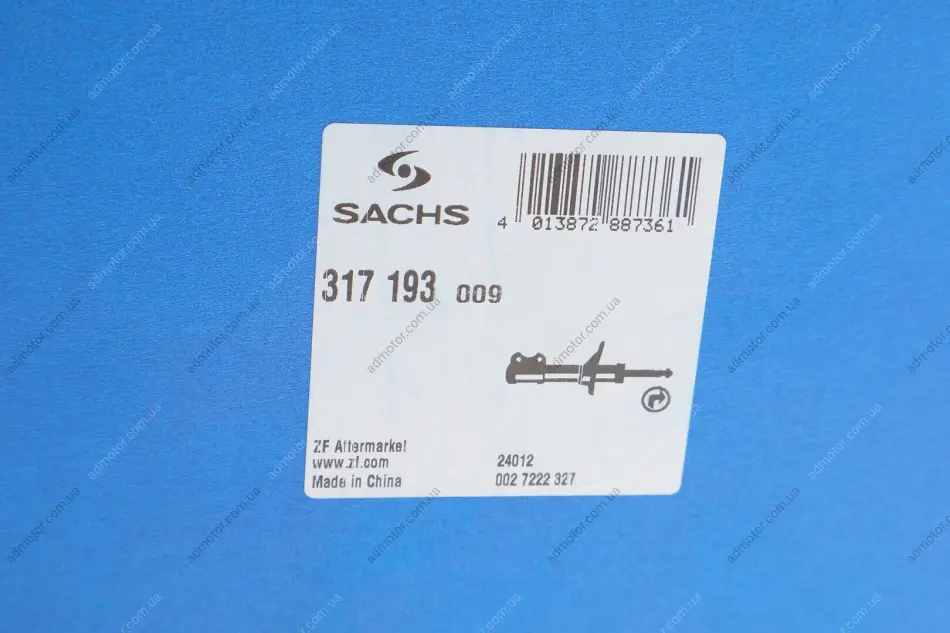 SACHS
4 013872 887361
317 193 009
ZF Aftermarket
www.zf.com
Made in China
24012
002 7222 327
admotor.com.ua